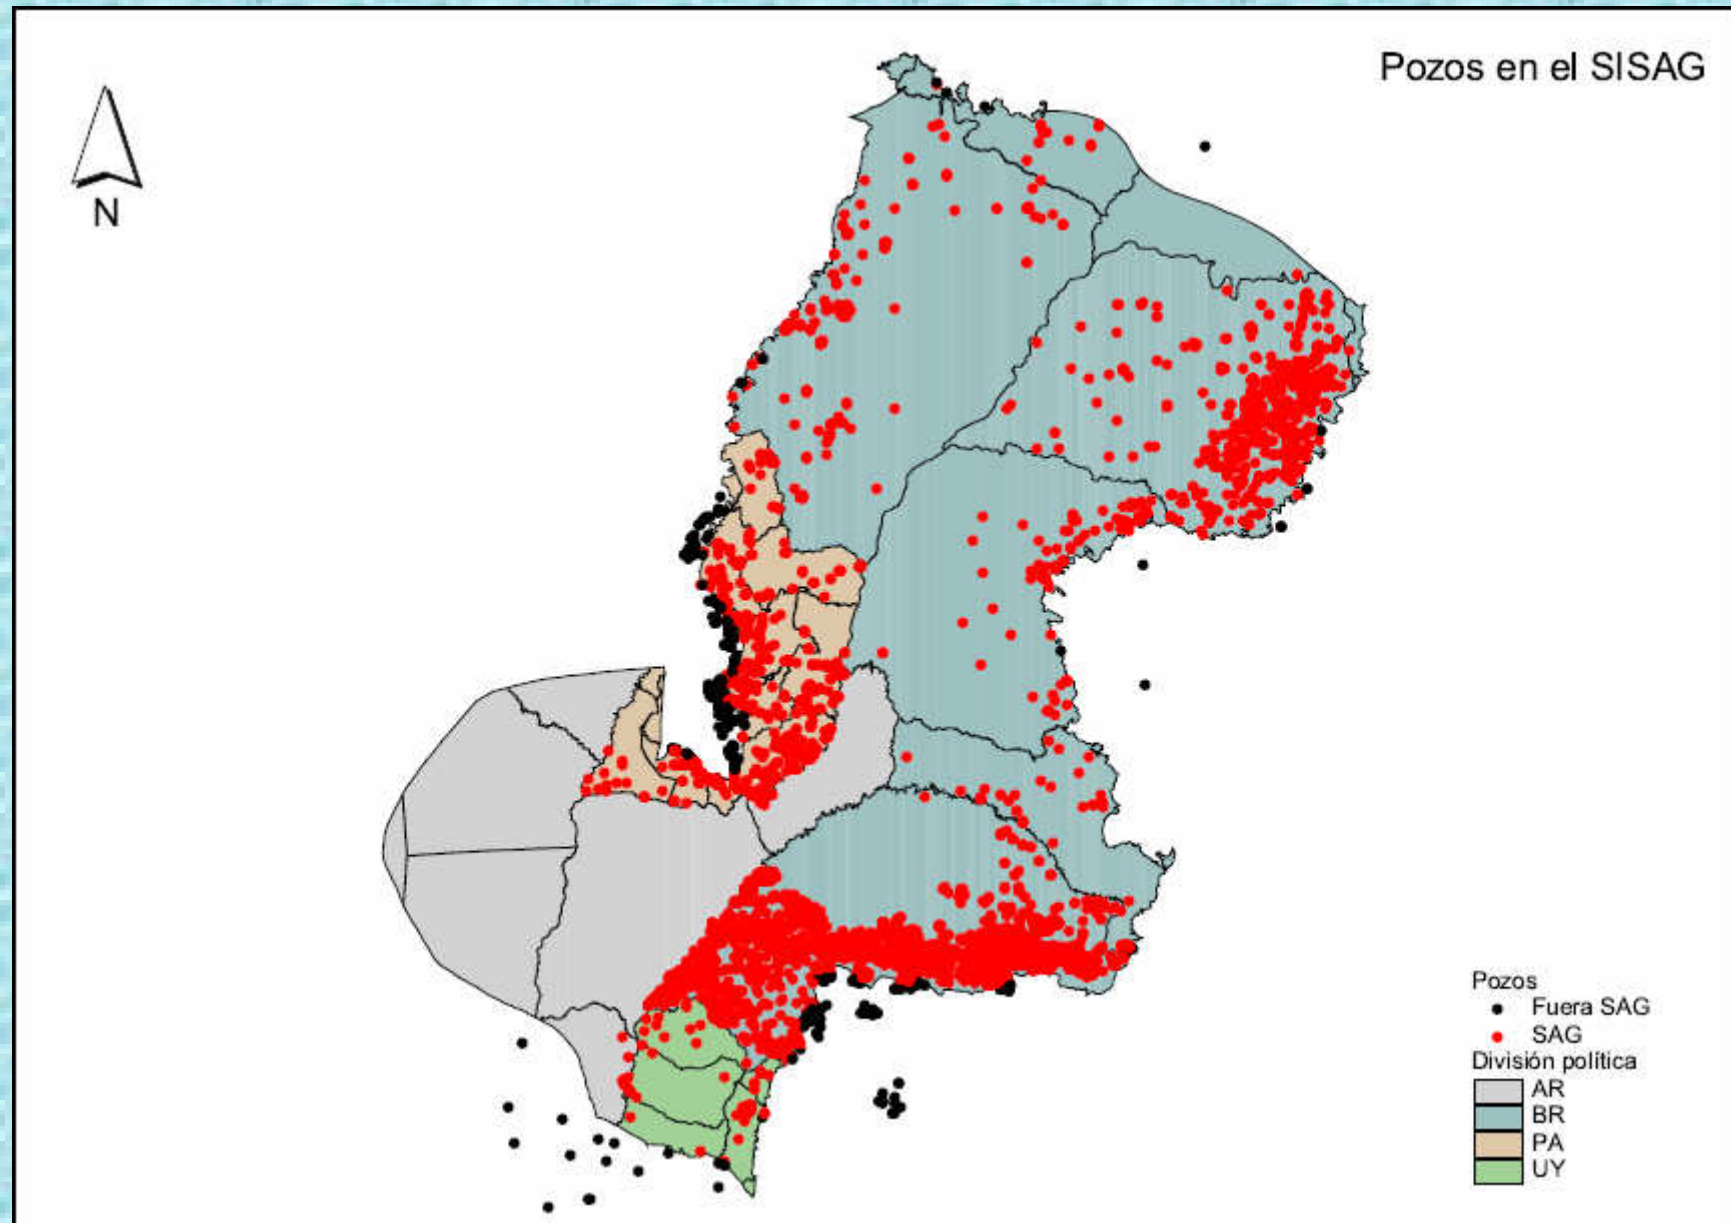 Pozos en el SISAG
N
Pozos
Fuera SAG
SAG
División política
AR
BR
PA
UY